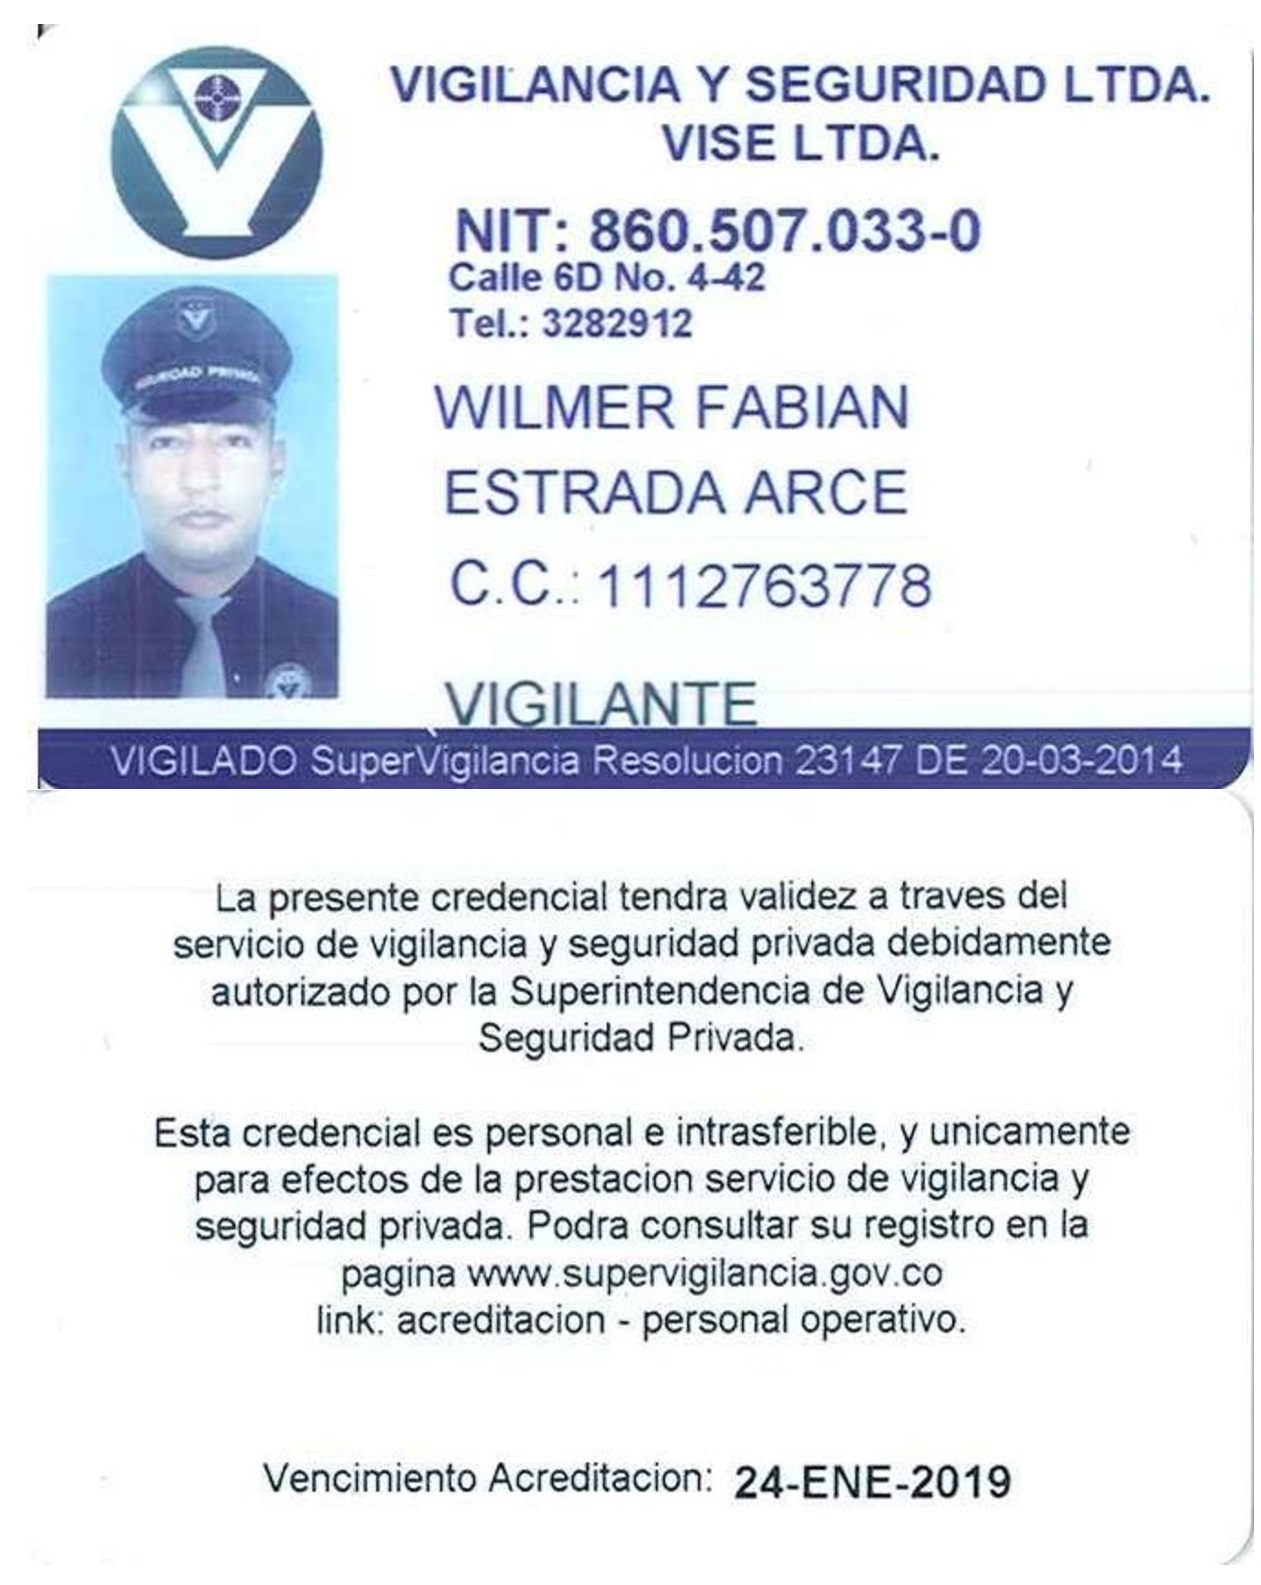 VIGILANCIA Y SEGURIDAD LTDA.
VISE LTDA.
NIT: 860.507.033-0
Calle 6D No. 4-42
Tel.: 3282912
SEGURIDAD PRIVADA
WILMER FABIAN
ESTRADA ARCE
C.C.: 1112763778
VIGILANTE
VIGILADO SuperVigilancia Resolucion 23147 DE 20-03-2014
La presente credencial tendra validez a traves del
servicio de vigilancia y seguridad privada debidamente
autorizado por la Superintendencia de Vigilancia y
Seguridad Privada.
Esta credencial es personal e intrasferible, y unicamente
para efectos de la prestacion servicio de vigilancia y
seguridad privada. Podra consultar su registro en la
pagina www.supervigilancia.gov.co
link: acreditacion - personal operativo.
Vencimiento Acreditacion: 24-ENE-2019